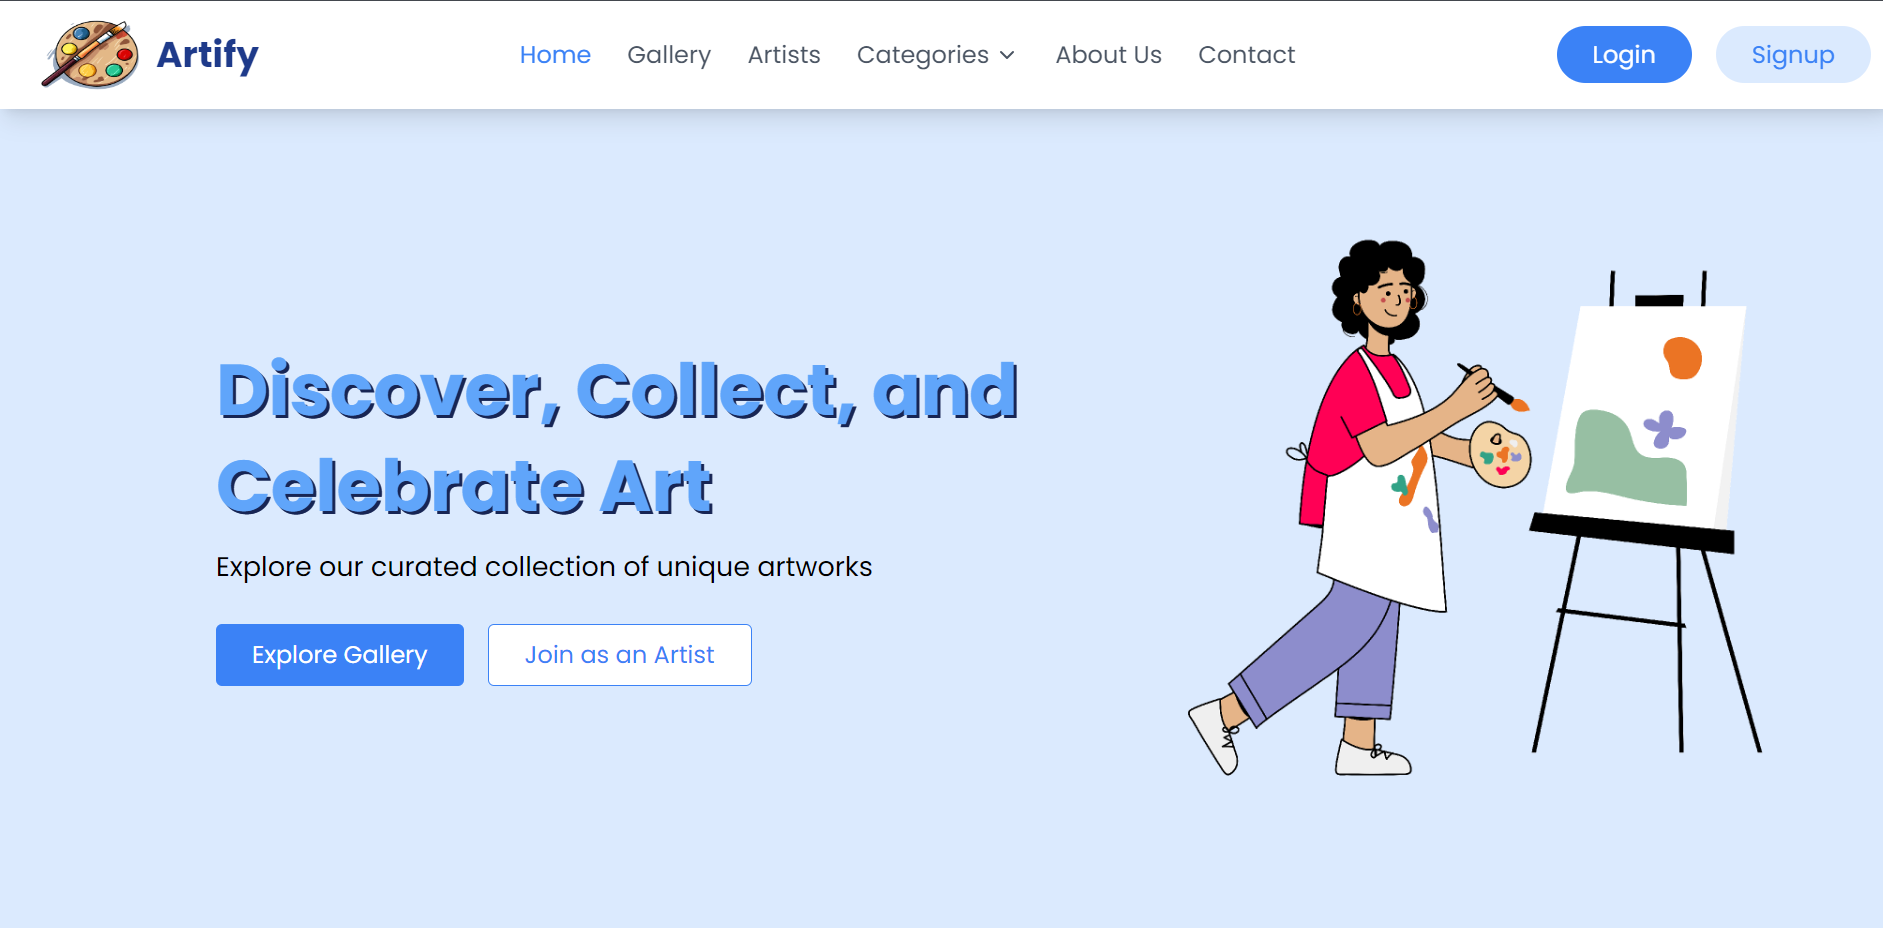 Artify
Home Gallery Artists Categories About Us Contact
Login Signup
Discover, Collect, and
Celebrate Art
Explore our curated collection of unique artworks
Explore Gallery Join as an Artist